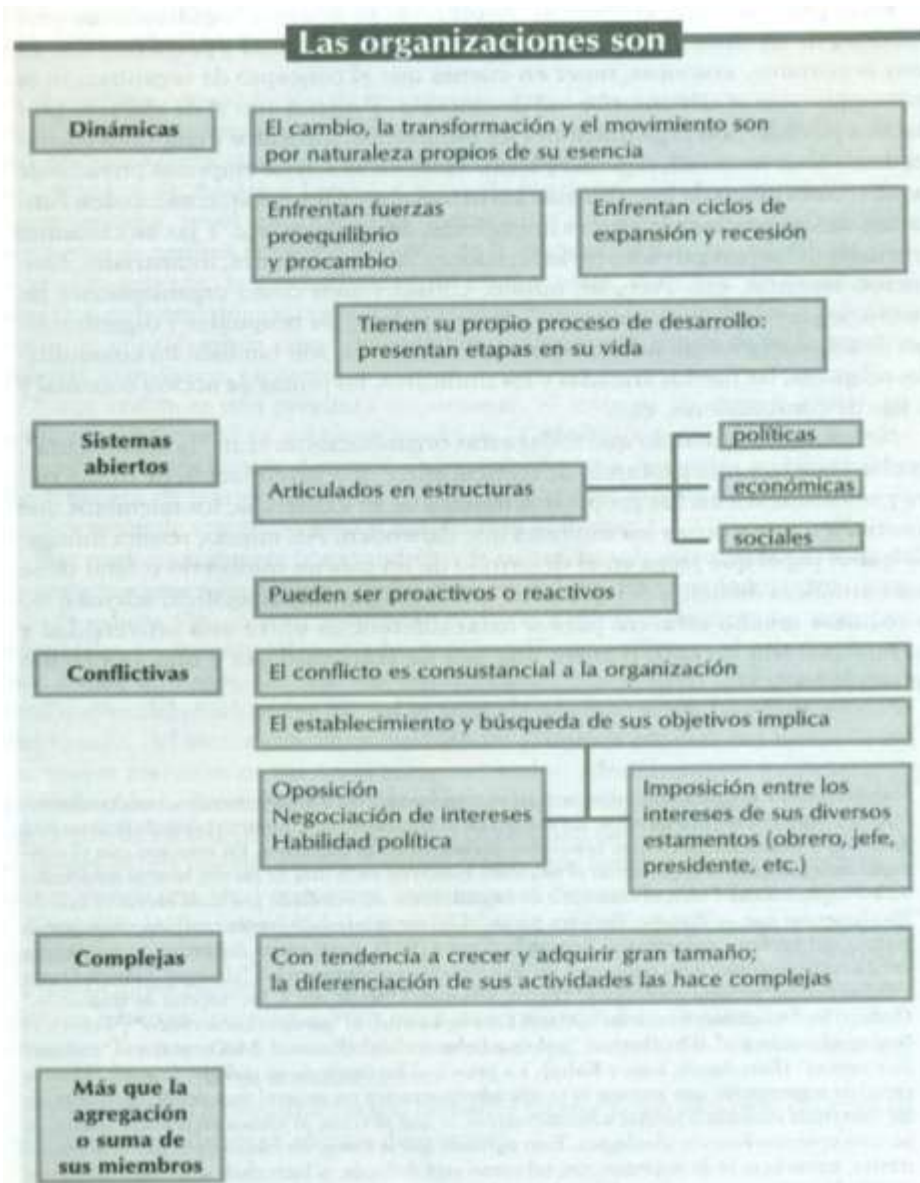 Las organizaciones son
Dinámicas
El cambio, la transformación y el movimiento son
por naturaleza propios de su esencia
Enfrentan fuerzas
proequilibrio
y procambio
Enfrentan ciclos de
expansión y recesión
Tienen su propio proceso de desarrollo:
presentan etapas en su vida
Sistemas
abiertos
Articulados en estructuras
políticas
económicas
sociales
Pueden ser proactivos o reactivos
Conflictivas
El conflicto es consustancial a la organización
El establecimiento y búsqueda de sus objetivos implica
Oposición
Negociación de intereses
Habilidad política
Imposición entre los
intereses de sus diversos
estamentos (obrero, jefe,
presidente, etc.)
Complejas
Con tendencia a crecer y adquirir gran tamaño;
la diferenciación de sus actividades las hace complejas
Más que la
agregación
o suma de
sus miembros